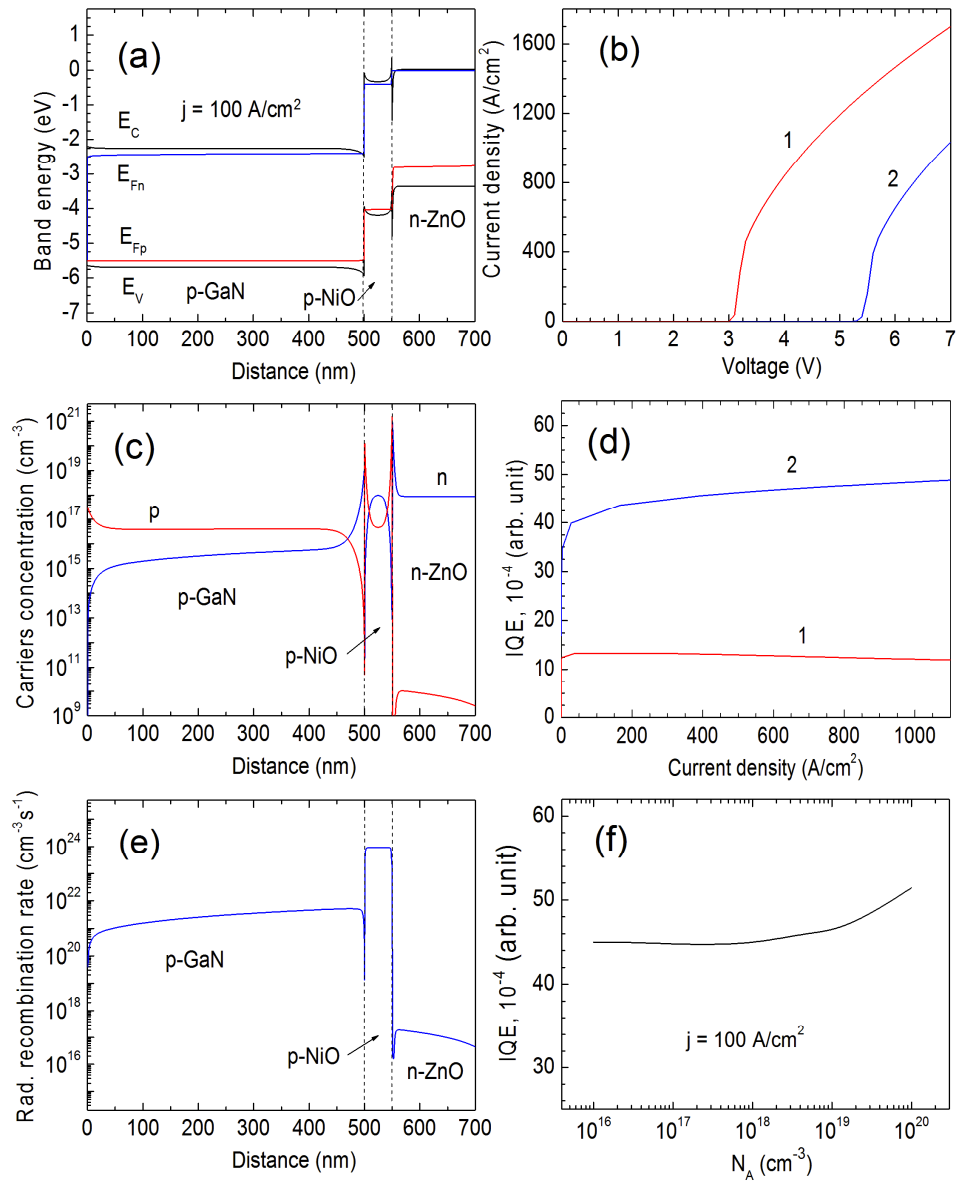 (a)
j = 100 A/cm²
E_C
E_Fn
E_Fp
E_V
p-GaN
p-NiO
n-ZnO
Band energy (eV)
0
-1
-2
-3
-4
-5
-6
-7
0 100 200 300 400 500 600 700
Distance (nm)
(b)
1
2
Current density (A/cm²)
1600
1200
800
400
0
0 1 2 3 4 5 6 7
Voltage (V)
(c)
p
n
p-GaN
p-NiO
n-ZnO
Carriers concentration (cm⁻³)
10²¹
10¹⁹
10¹⁷
10¹⁵
10¹³
10¹¹
10⁹
0 100 200 300 400 500 600 700
Distance (nm)
(d)
2
1
IQE, 10⁻⁴ (arb. unit)
60
50
40
30
20
10
0
0 200 400 600 800 1000
Current density (A/cm²)
(e)
p-GaN
p-NiO
n-ZnO
Rad. recombination rate (cm⁻³s⁻¹)
10²⁴
10²²
10²⁰
10¹⁸
10¹⁶
0 100 200 300 400 500 600 700
Distance (nm)
(f)
j = 100 A/cm²
IQE, 10⁻⁴ (arb. unit)
60
50
40
30
10¹⁶ 10¹⁷ 10¹⁸ 10¹⁹ 10²⁰
N_A (cm⁻³)